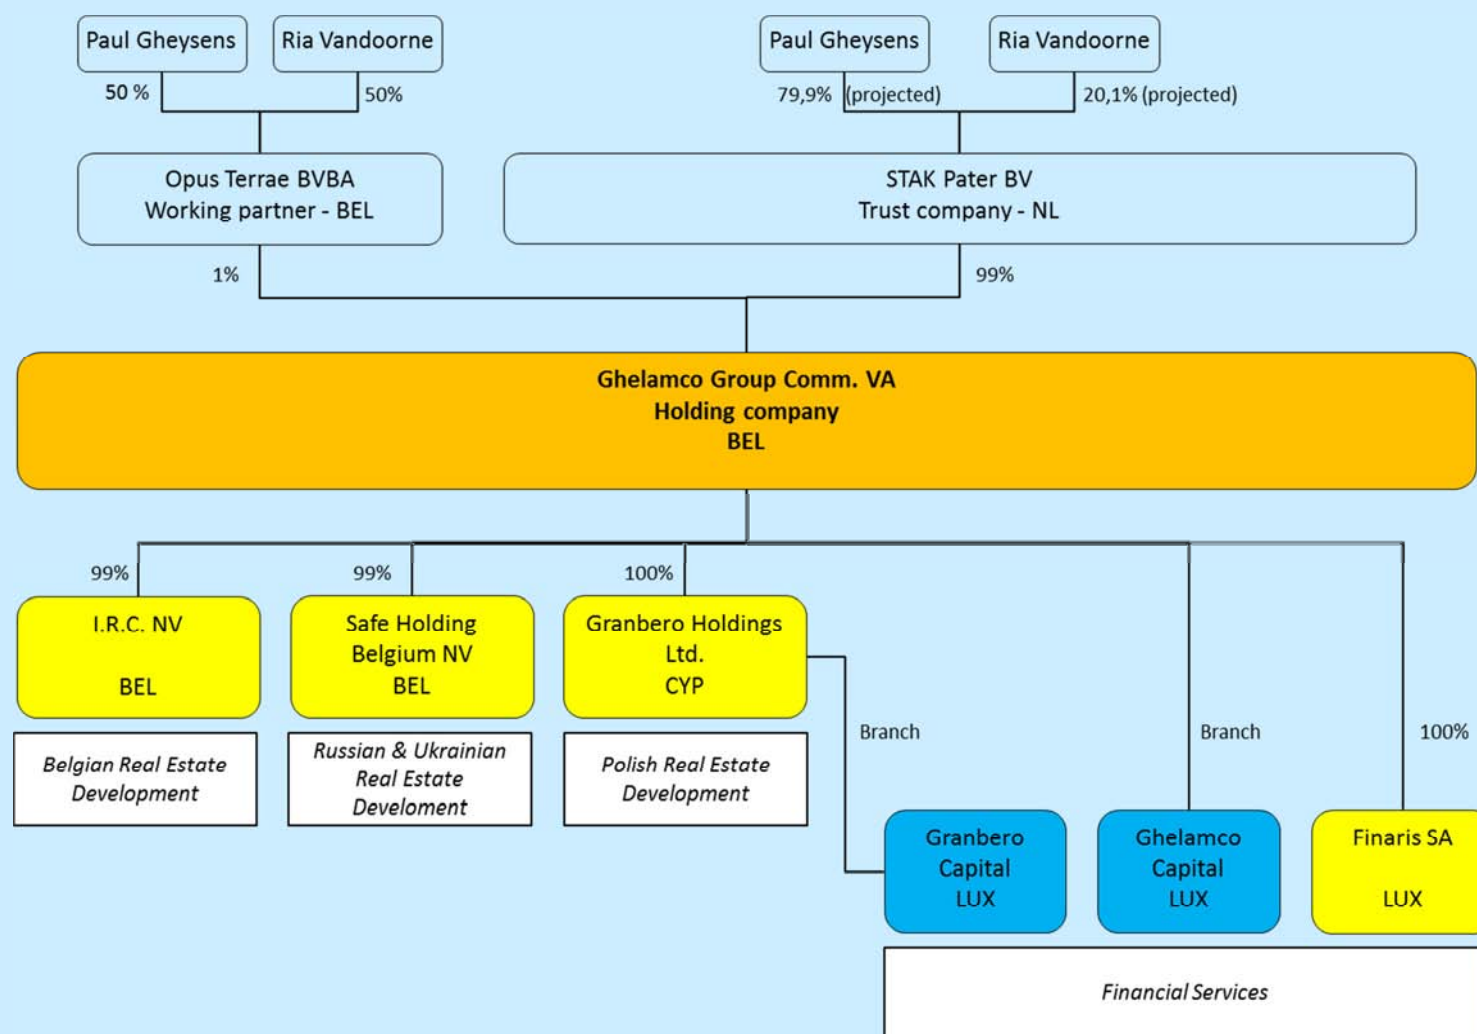 Paul Gheysens
Ria Vandoorne
Paul Gheysens
Ria Vandoorne
50 %
50%
79,9% (projected)
20,1% (projected)
Opus Terrae BVBA
Working partner - BEL
STAK Pater BV
Trust company - NL
1%
99%
Ghelamco Group Comm. VA
Holding company
BEL
99%
99%
100%
I.R.C. NV
BEL
Safe Holding
Belgium NV
BEL
Granbero Holdings
Ltd.
CYP
Belgian Real Estate
Development
Russian & Ukrainian
Real Estate
Develoment
Polish Real Estate
Development
Branch
Branch
100%
Granbero
Capital
LUX
Ghelamco
Capital
LUX
Finaris SA
LUX
Financial Services